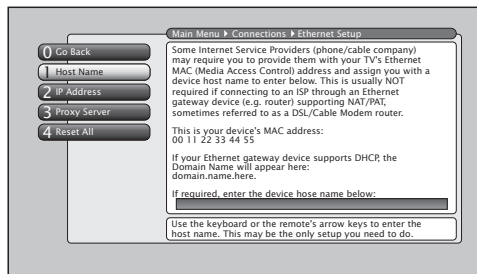 Main Menu ▶ Connections ▶ Ethernet Setup
0 Go Back
1 Host Name
2 IP Address
3 Proxy Server
4 Reset All
Some Internet Service Providers (phone/cable company)
may require you to provide them with your TV's Ethernet
MAC (Media Access Control) address and assign you with a
device host name to enter below. This is usually NOT
required if connecting to an ISP through an Ethernet
gateway device (e.g. router) supporting NAT/PAT,
sometimes referred to as a DSL/Cable Modem router.
This is your device's MAC address:
00 11 22 33 44 55
If your Ethernet gateway device supports DHCP, the
Domain Name will appear here:
domain.name.here.
If required, enter the device hose name below:
Use the keyboard or the remote's arrow keys to enter the
host name. This may be the only setup you need to do.